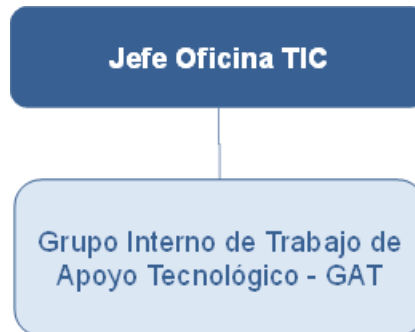 Jefe Oficina TIC
Grupo Interno de Trabajo de
Apoyo Tecnológico - GAT